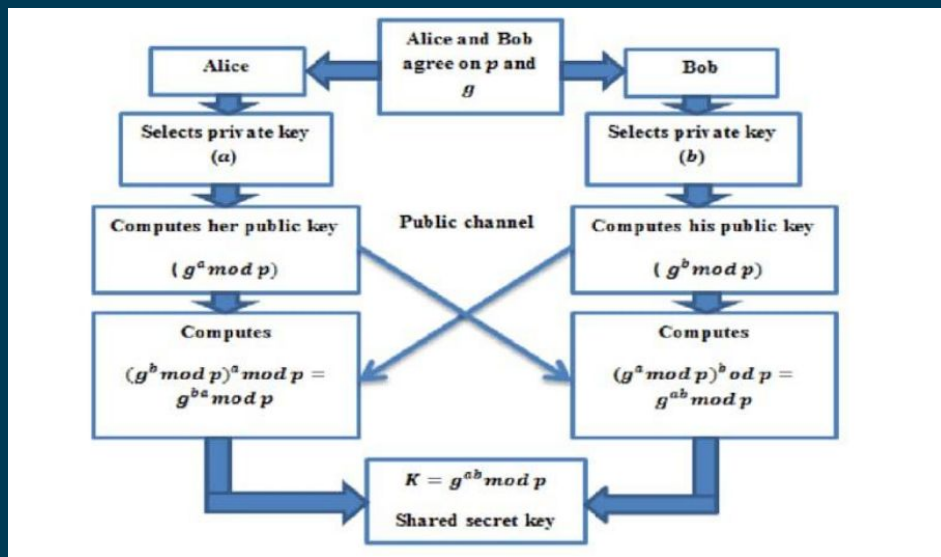 Alice and Bob
agree on p and
g
Alice
Bob
Selects private key
(a)
Selects private key
(b)
Computes her public key
(g^a mod p)
Public channel
Computes his public key
(g^b mod p)
Computes
(g^b mod p)^a mod p =
g^ba mod p
Computes
(g^a mod p)^b od p =
g^ab mod p
K = g^ab mod p
Shared secret key